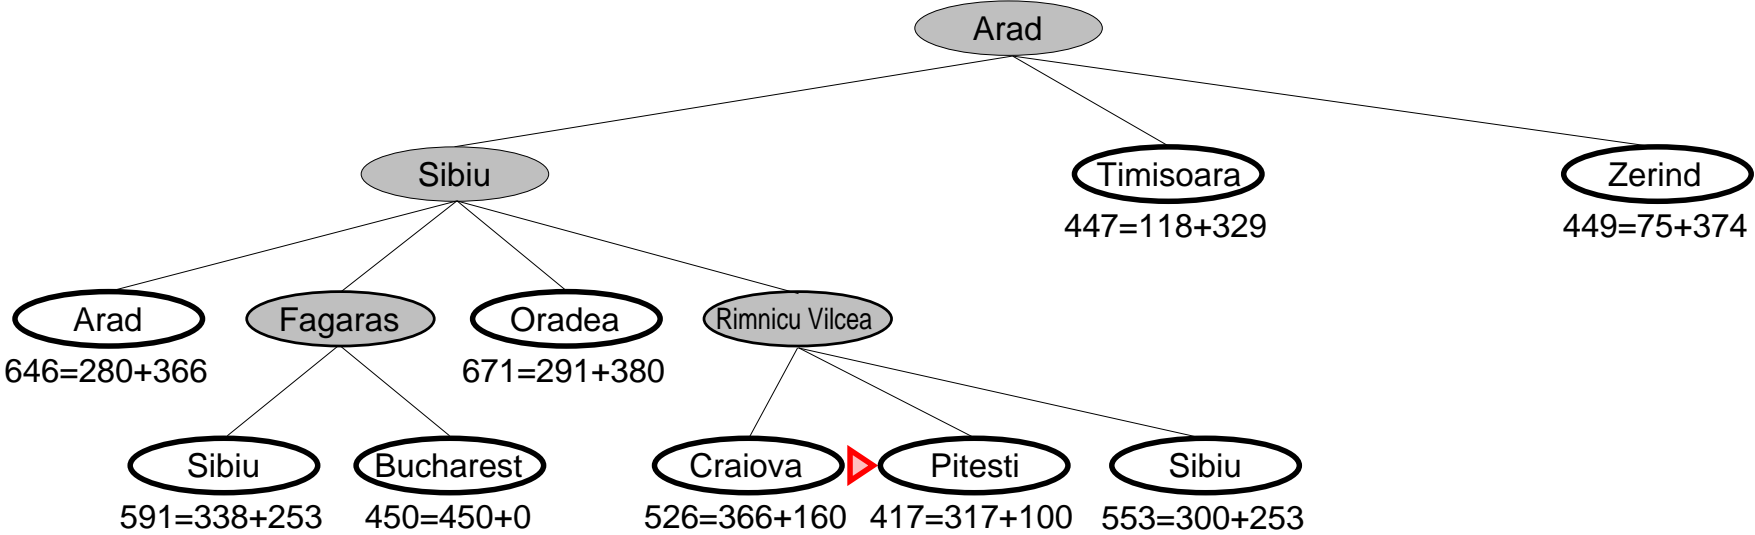 Arad
Sibiu
Timisoara
Zerind
447=118+329
449=75+374
Arad
Fagaras
Oradea
Rimnicu Vilcea
646=280+366
671=291+380
Sibiu
Bucharest
Craiova
Pitesti
Sibiu
591=338+253
450=450+0
526=366+160
417=317+100
553=300+253